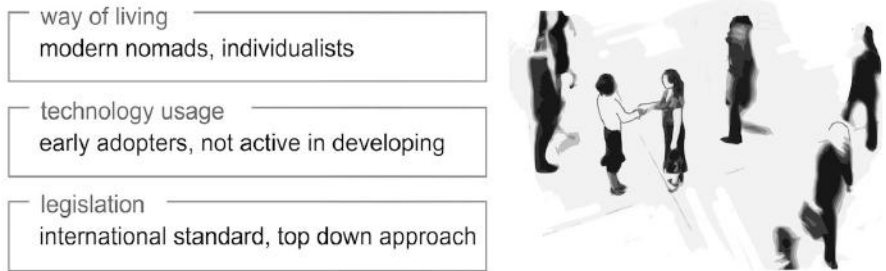 way of living
modern nomads, individualists
technology usage
early adopters, not active in developing
legislation
international standard, top down approach